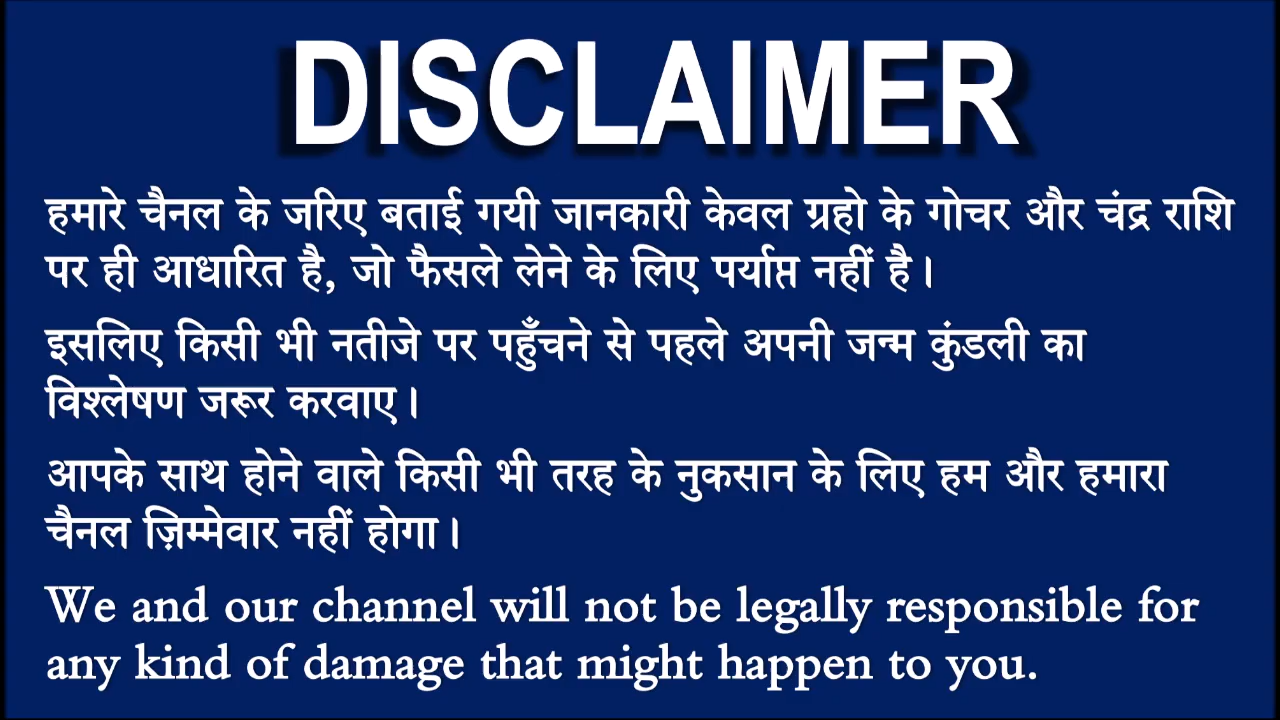 DISCLAIMER
हमारे चैनल के जरिए बताई गयी जानकारी केवल ग्रहो के गोचर और चंद्र राशि
पर ही आधारित है, जो फैसले लेने के लिए पर्याप्त नहीं है।
इसलिए किसी भी नतीजे पर पहुँचने से पहले अपनी जन्म कुंडली का
विश्लेषण जरूर करवाए।
आपके साथ होने वाले किसी भी तरह के नुकसान के लिए हम और हमारा
चैनल ज़िम्मेवार नहीं होगा।
We and our channel will not be legally responsible for
any kind of damage that might happen to you.